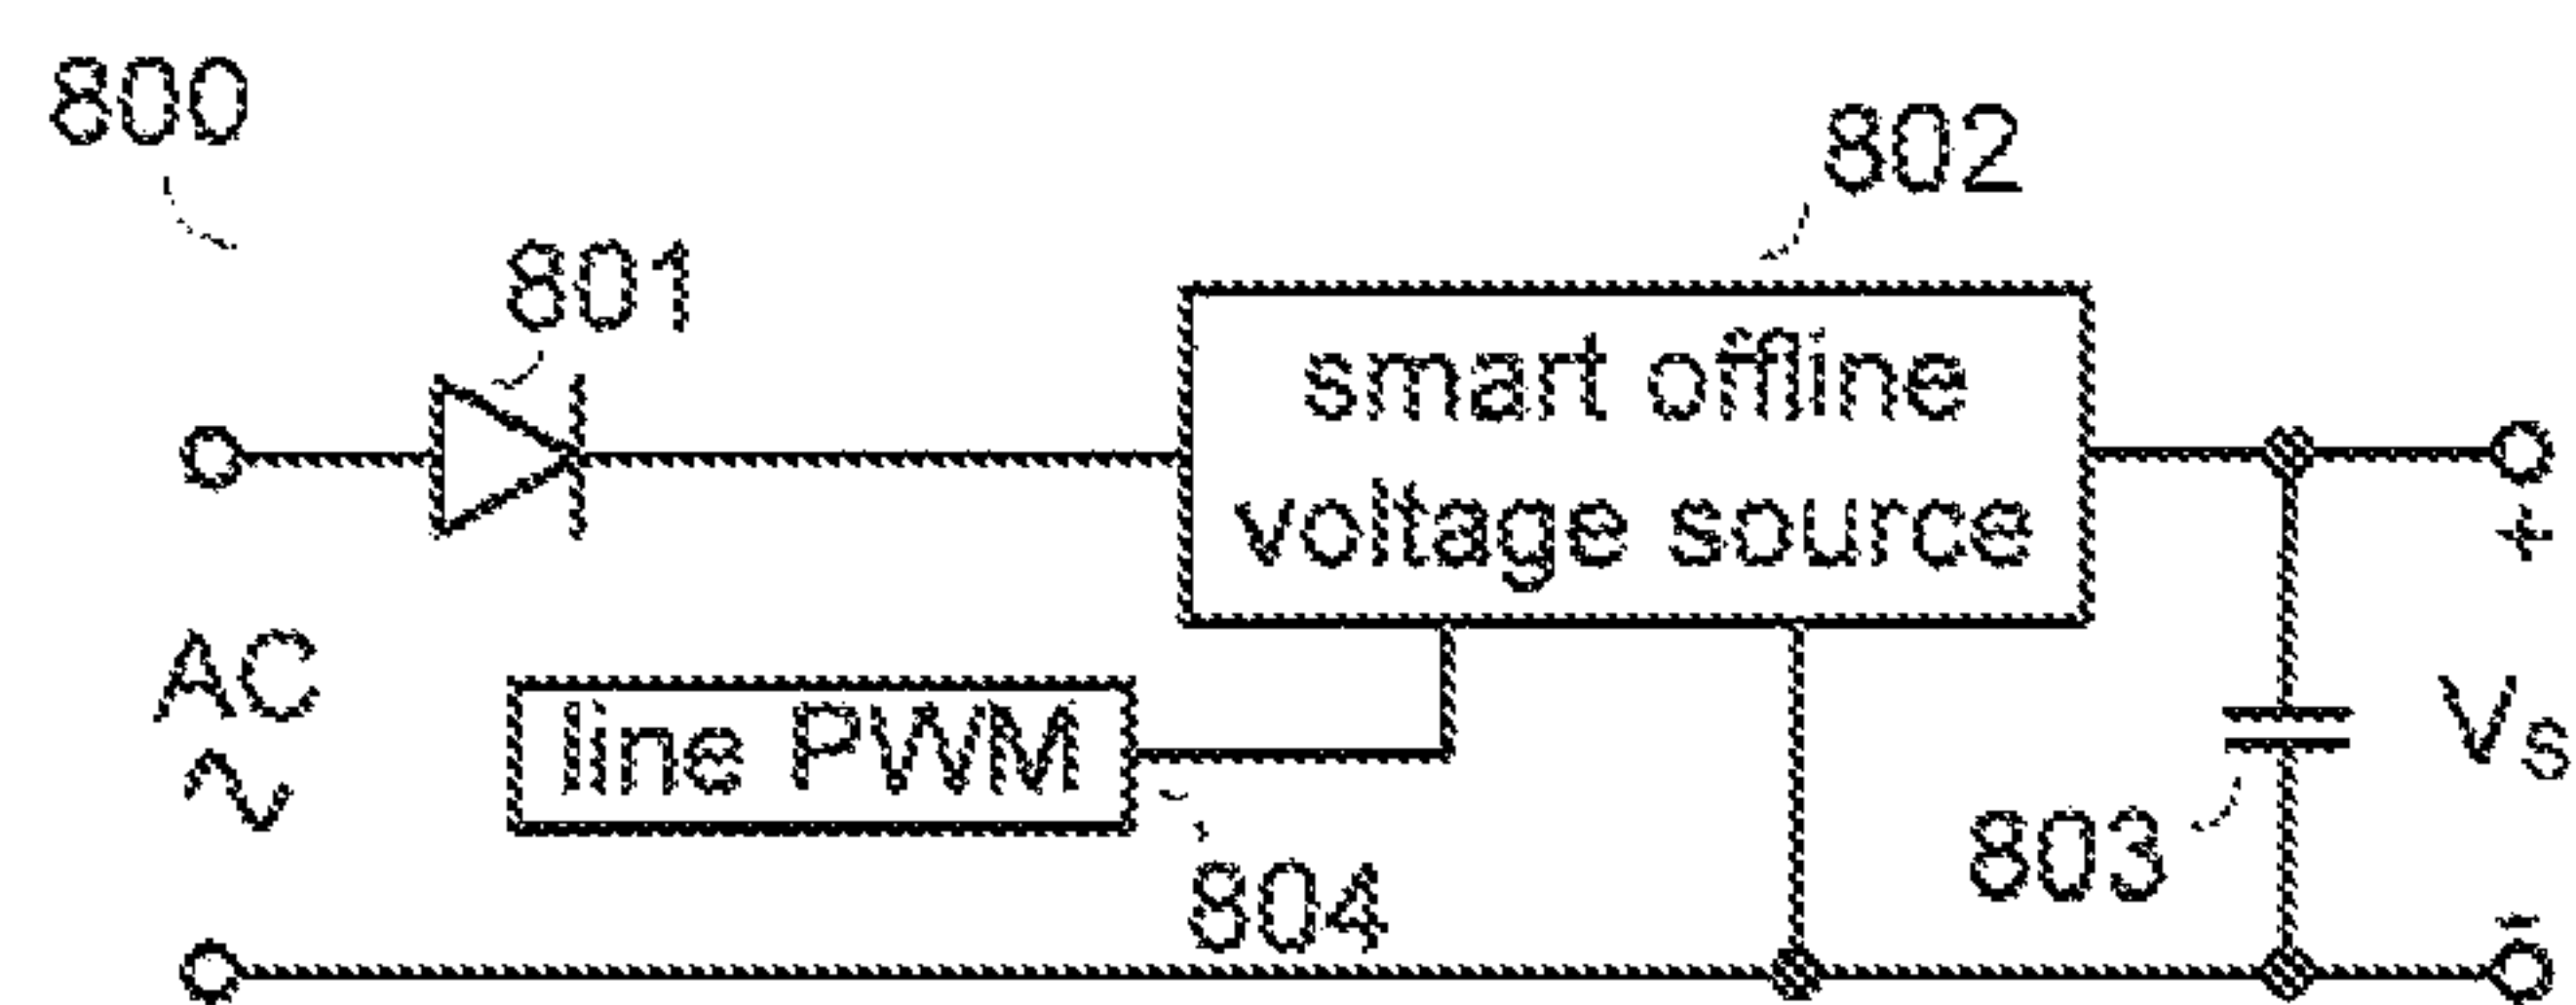 800
802
801
smart offline
voltage source
+
AC
line PWM
VS
803
804
-